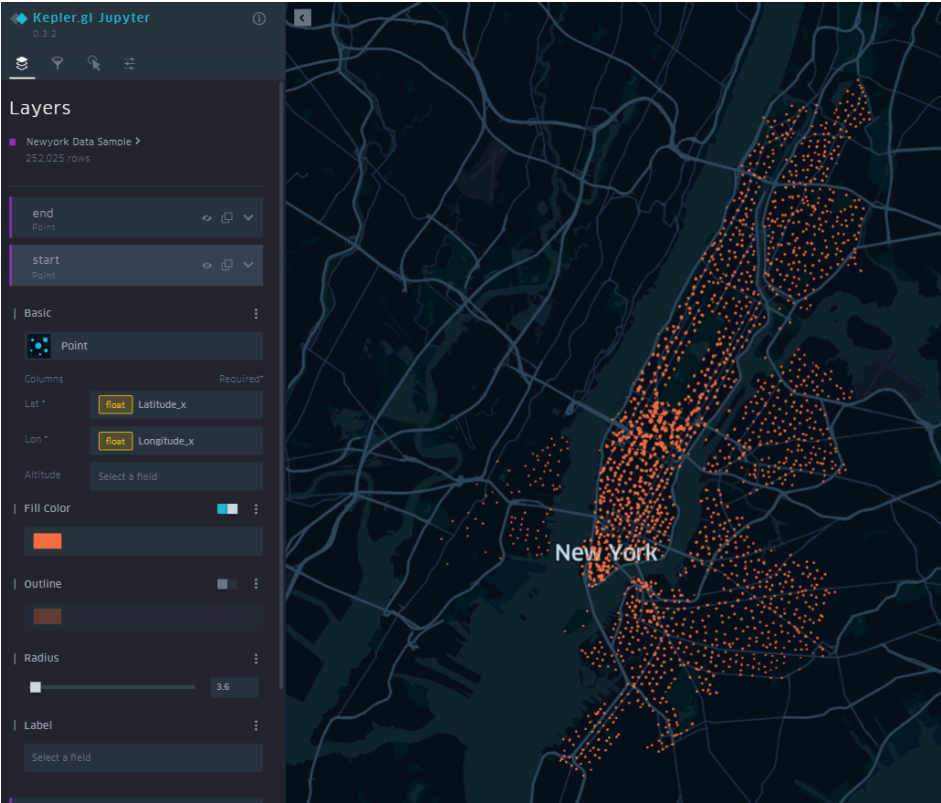 Kepler.gl Jupyter
0.3.2
Layers
Newyork Data Sample
252,025 rows
end
Point
start
Point
Basic
Point
Columns Required*
Lat * float Latitude_x
Lon * float Longitude_x
Altitude Select a field
Fill Color
Outline
Radius
3.6
Label
Select a field
New York